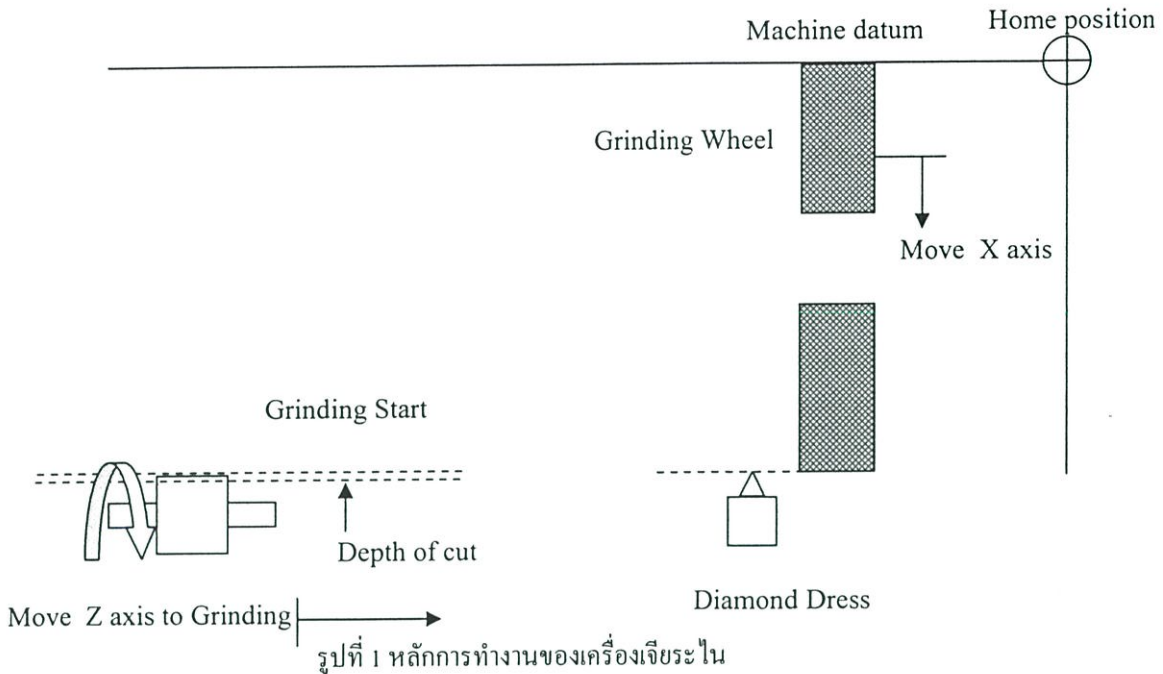 Home position
Machine datum
Grinding Wheel
Move X axis
Grinding Start
Depth of cut
Diamond Dress
Move Z axis to Grinding
รูปที่ 1 หลักการทำงานของเครื่องเจียระไน